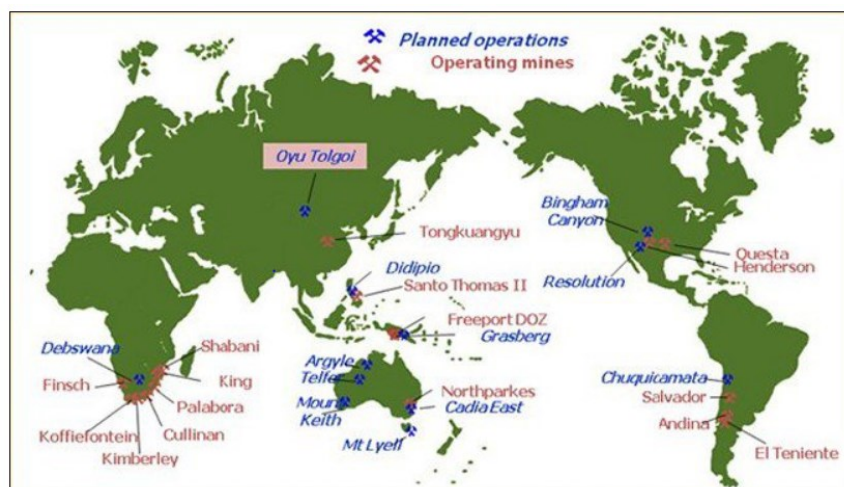 Planned operations
Operating mines
Oyu Tolgoi
Tongkuangyu
Didipio
Santo Thomas II
Freeport DOZ
Grasberg
Bingham
Canyon
Questa
Henderson
Resolution
Debswana
Shabani
Finsch
King
Palabora
Koffiefontein
Cullinan
Kimberley
Argyle
Telfer
Moun
Keith
Northparkes
Cadia East
Mt Lyell
Chuquicamata
Salvador
Andina
El Teniente